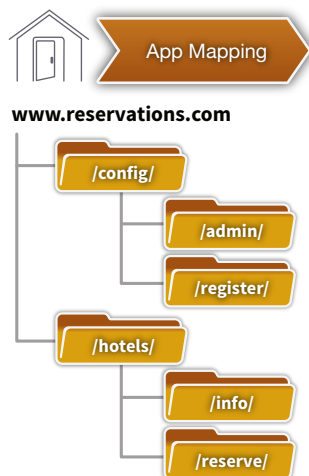 App Mapping
www.reservations.com
/config/
/admin/
/register/
/hotels/
/info/
/reserve/